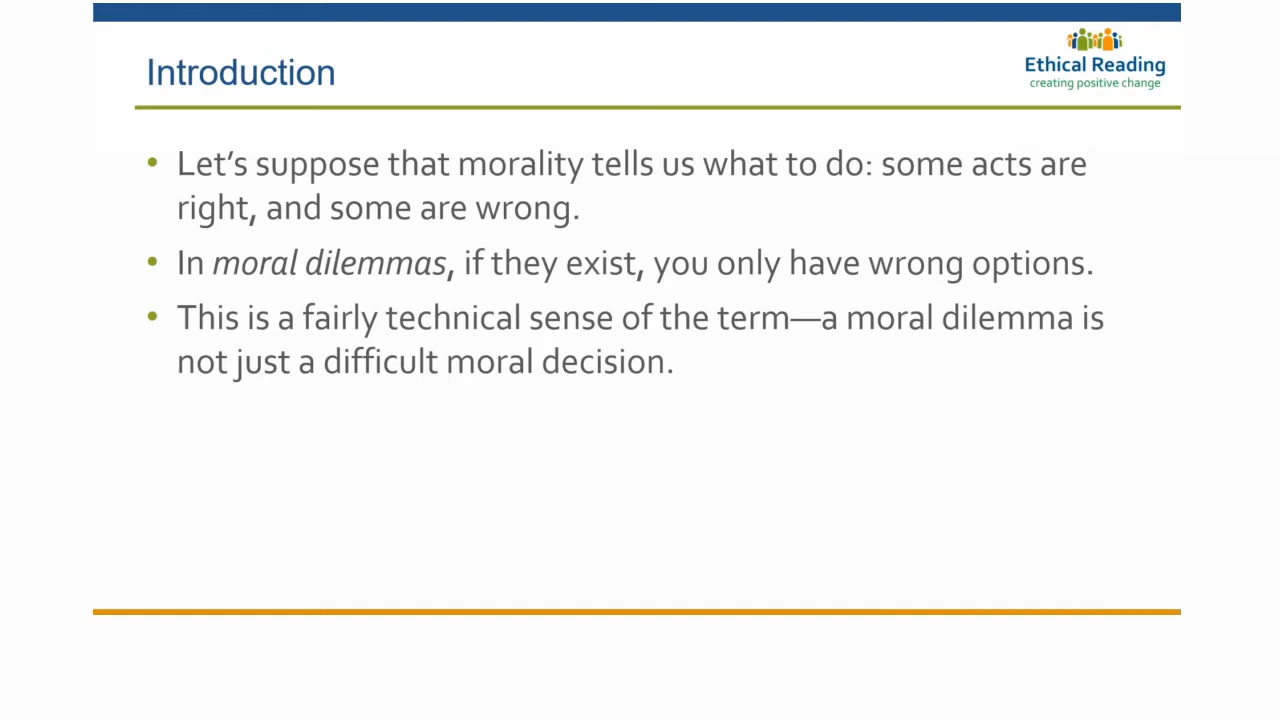 Introduction
Ethical Reading
creating positive change
• Let’s suppose that morality tells us what to do: some acts are
right, and some are wrong.
• In moral dilemmas, if they exist, you only have wrong options.
• This is a fairly technical sense of the term—a moral dilemma is
not just a difficult moral decision.